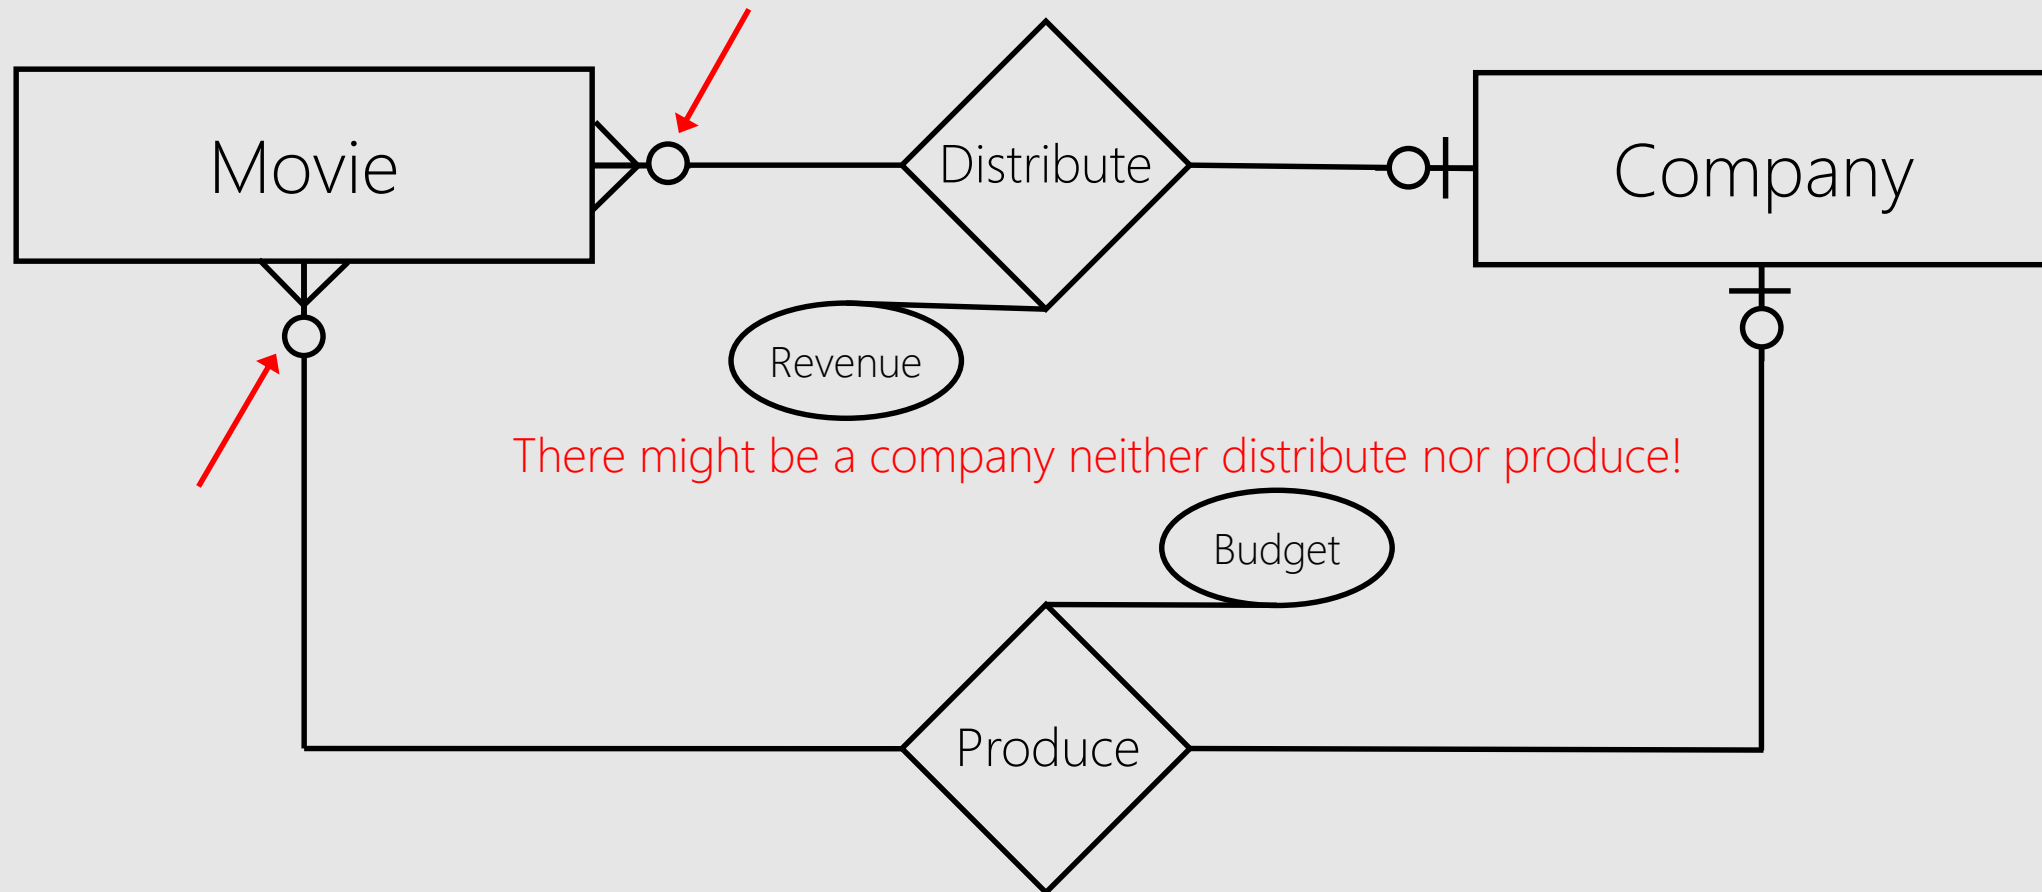 Movie
Distribute
Company
Revenue
There might be a company neither distribute nor produce!
Budget
Produce